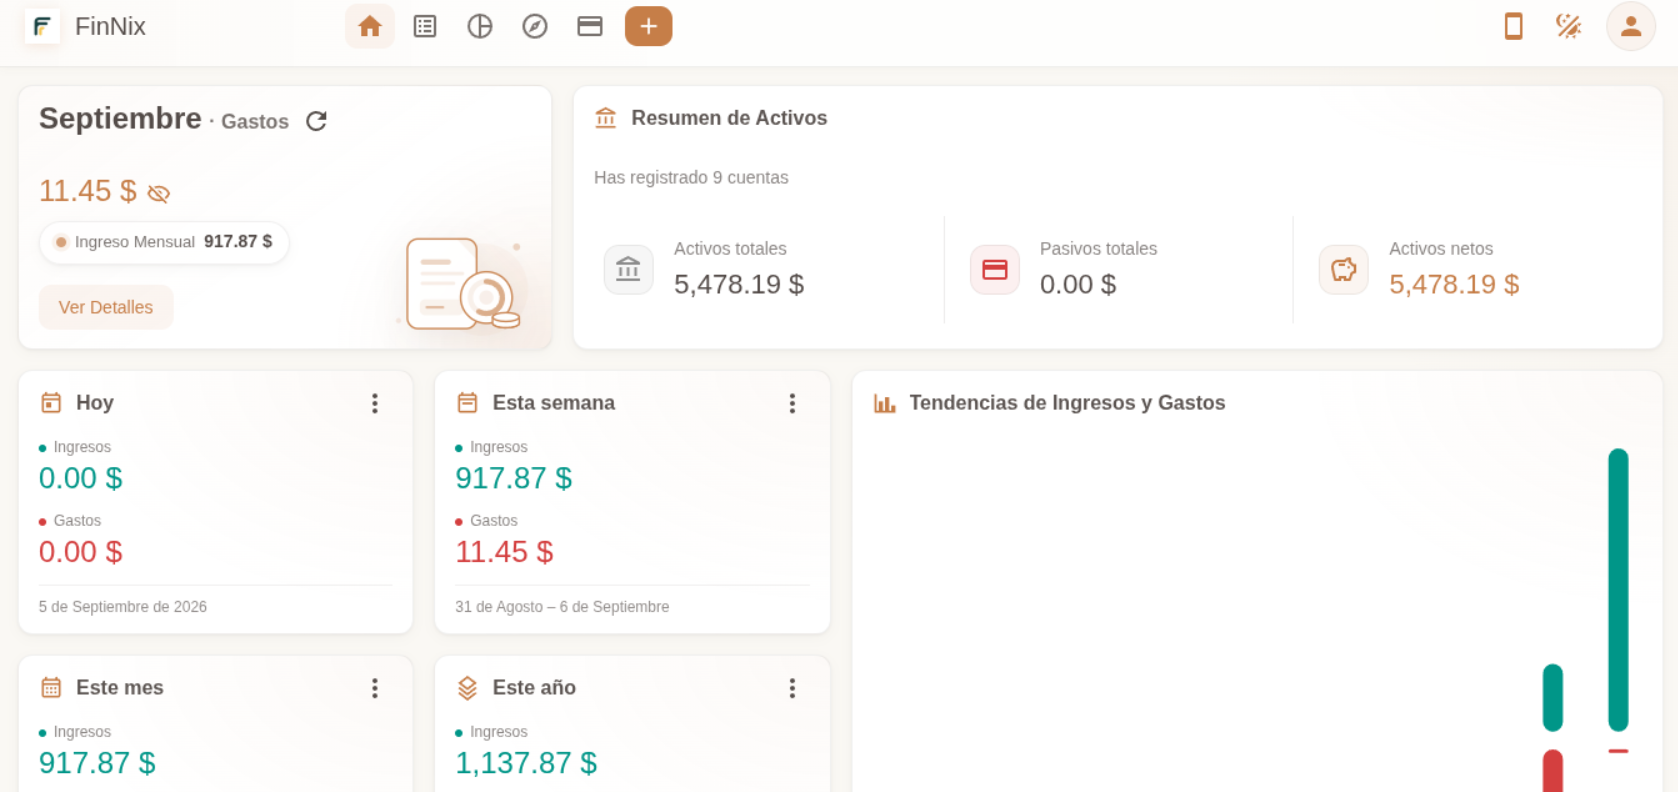 FinNix
Septiembre · Gastos
11.45 $
Ingreso Mensual 917.87 $
Ver Detalles
Resumen de Activos
Has registrado 9 cuentas
Activos totales
5,478.19 $
Pasivos totales
0.00 $
Activos netos
5,478.19 $
Hoy
Ingresos
0.00 $
Gastos
0.00 $
5 de Septiembre de 2026
Esta semana
Ingresos
917.87 $
Gastos
11.45 $
31 de Agosto – 6 de Septiembre
Tendencias de Ingresos y Gastos
Este mes
Ingresos
917.87 $
Este año
Ingresos
1,137.87 $